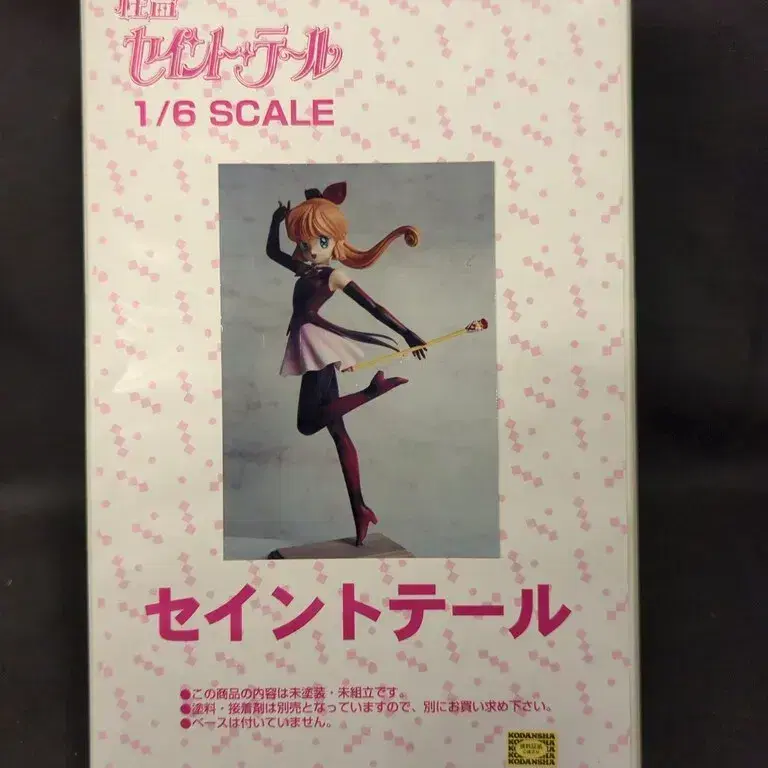 怪盗
セイント・テール
1/6 SCALE
セイントテール
●この商品の内容は未塗装・未組立です。
●塗料・接着剤は別売となっていますので、別にお買い求め下さい。
●ベースは付いていません。
KODANSHA
KODANSHA